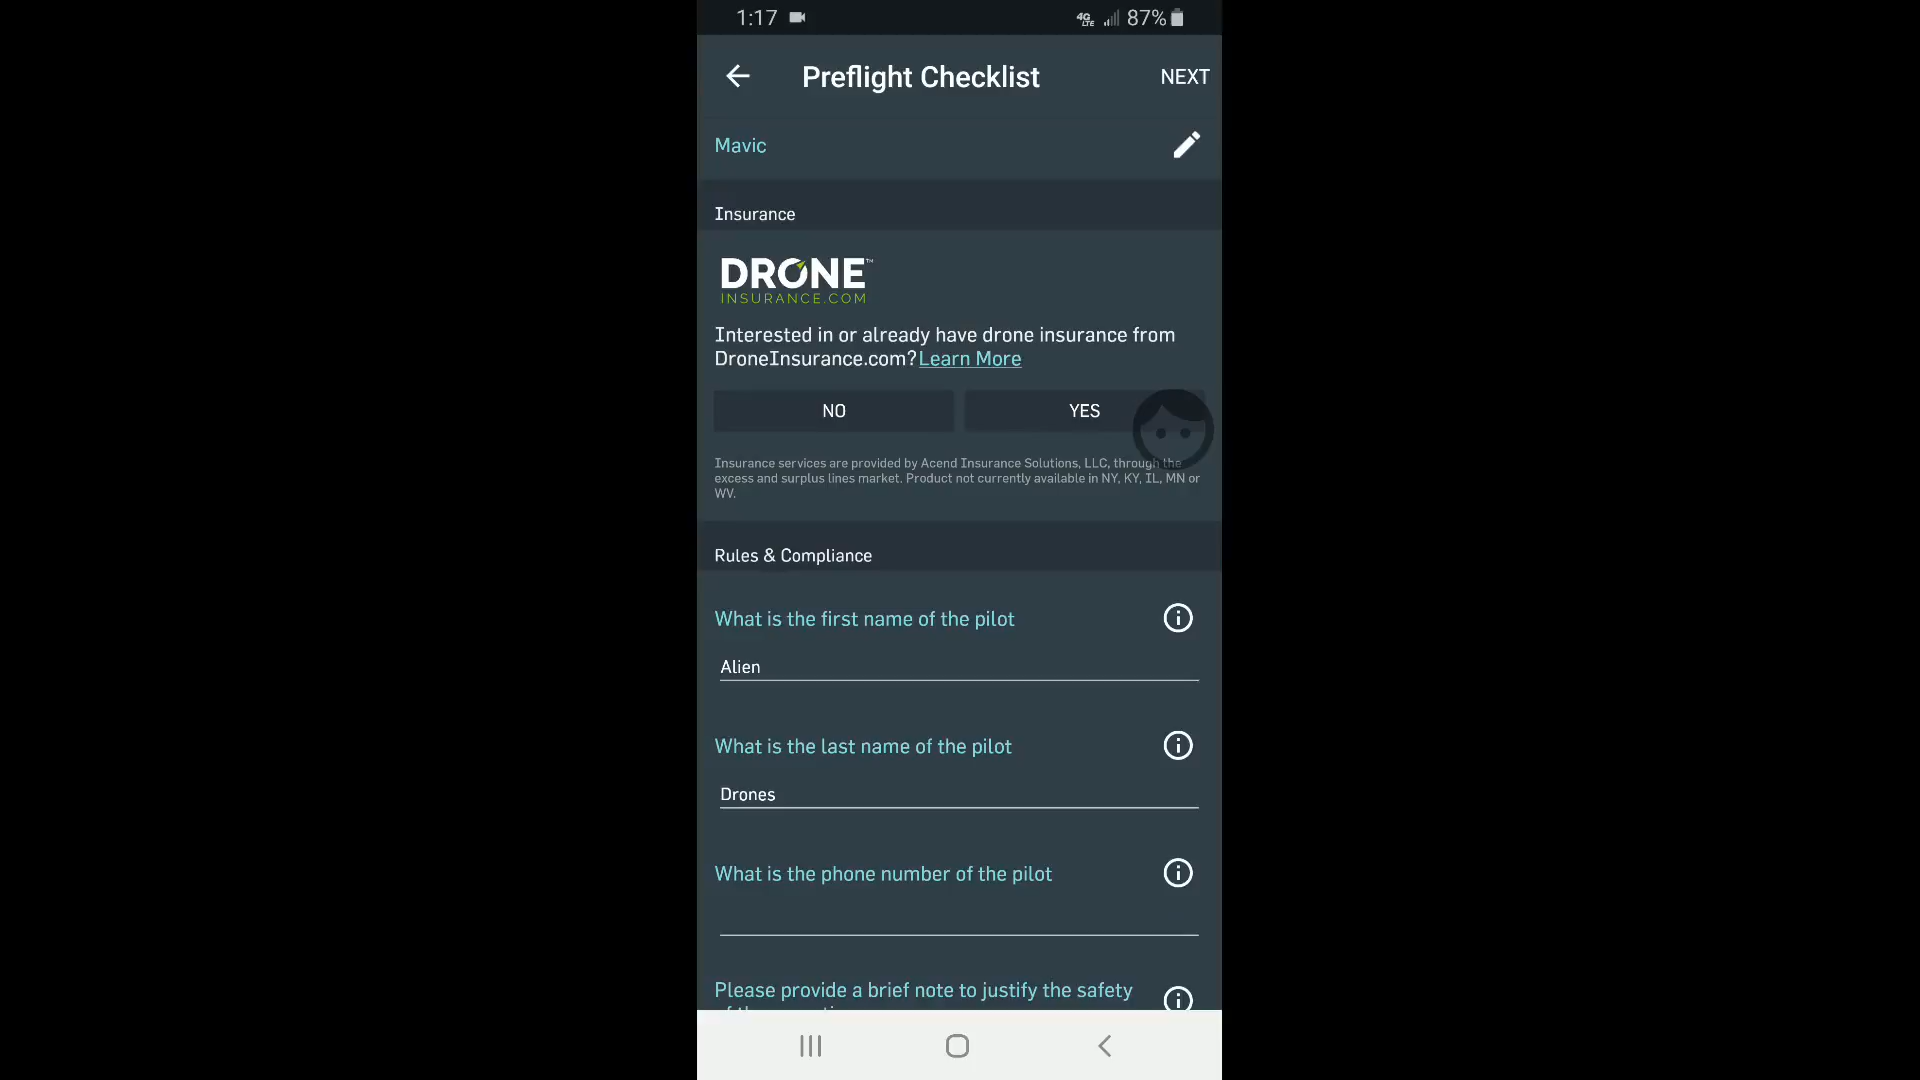 1:17
4G LTE 87%
Preflight Checklist NEXT
Mavic
Insurance
DRONE™
INSURANCE.COM
Interested in or already have drone insurance from
DroneInsurance.com?Learn More
NO YES
Insurance services are provided by Acend Insurance Solutions, LLC, through the
excess and surplus lines market. Product not currently available in NY, KY, IL, MN or
WV.
Rules & Compliance
What is the first name of the pilot
Alien
What is the last name of the pilot
Drones
What is the phone number of the pilot
Please provide a brief note to justify the safety